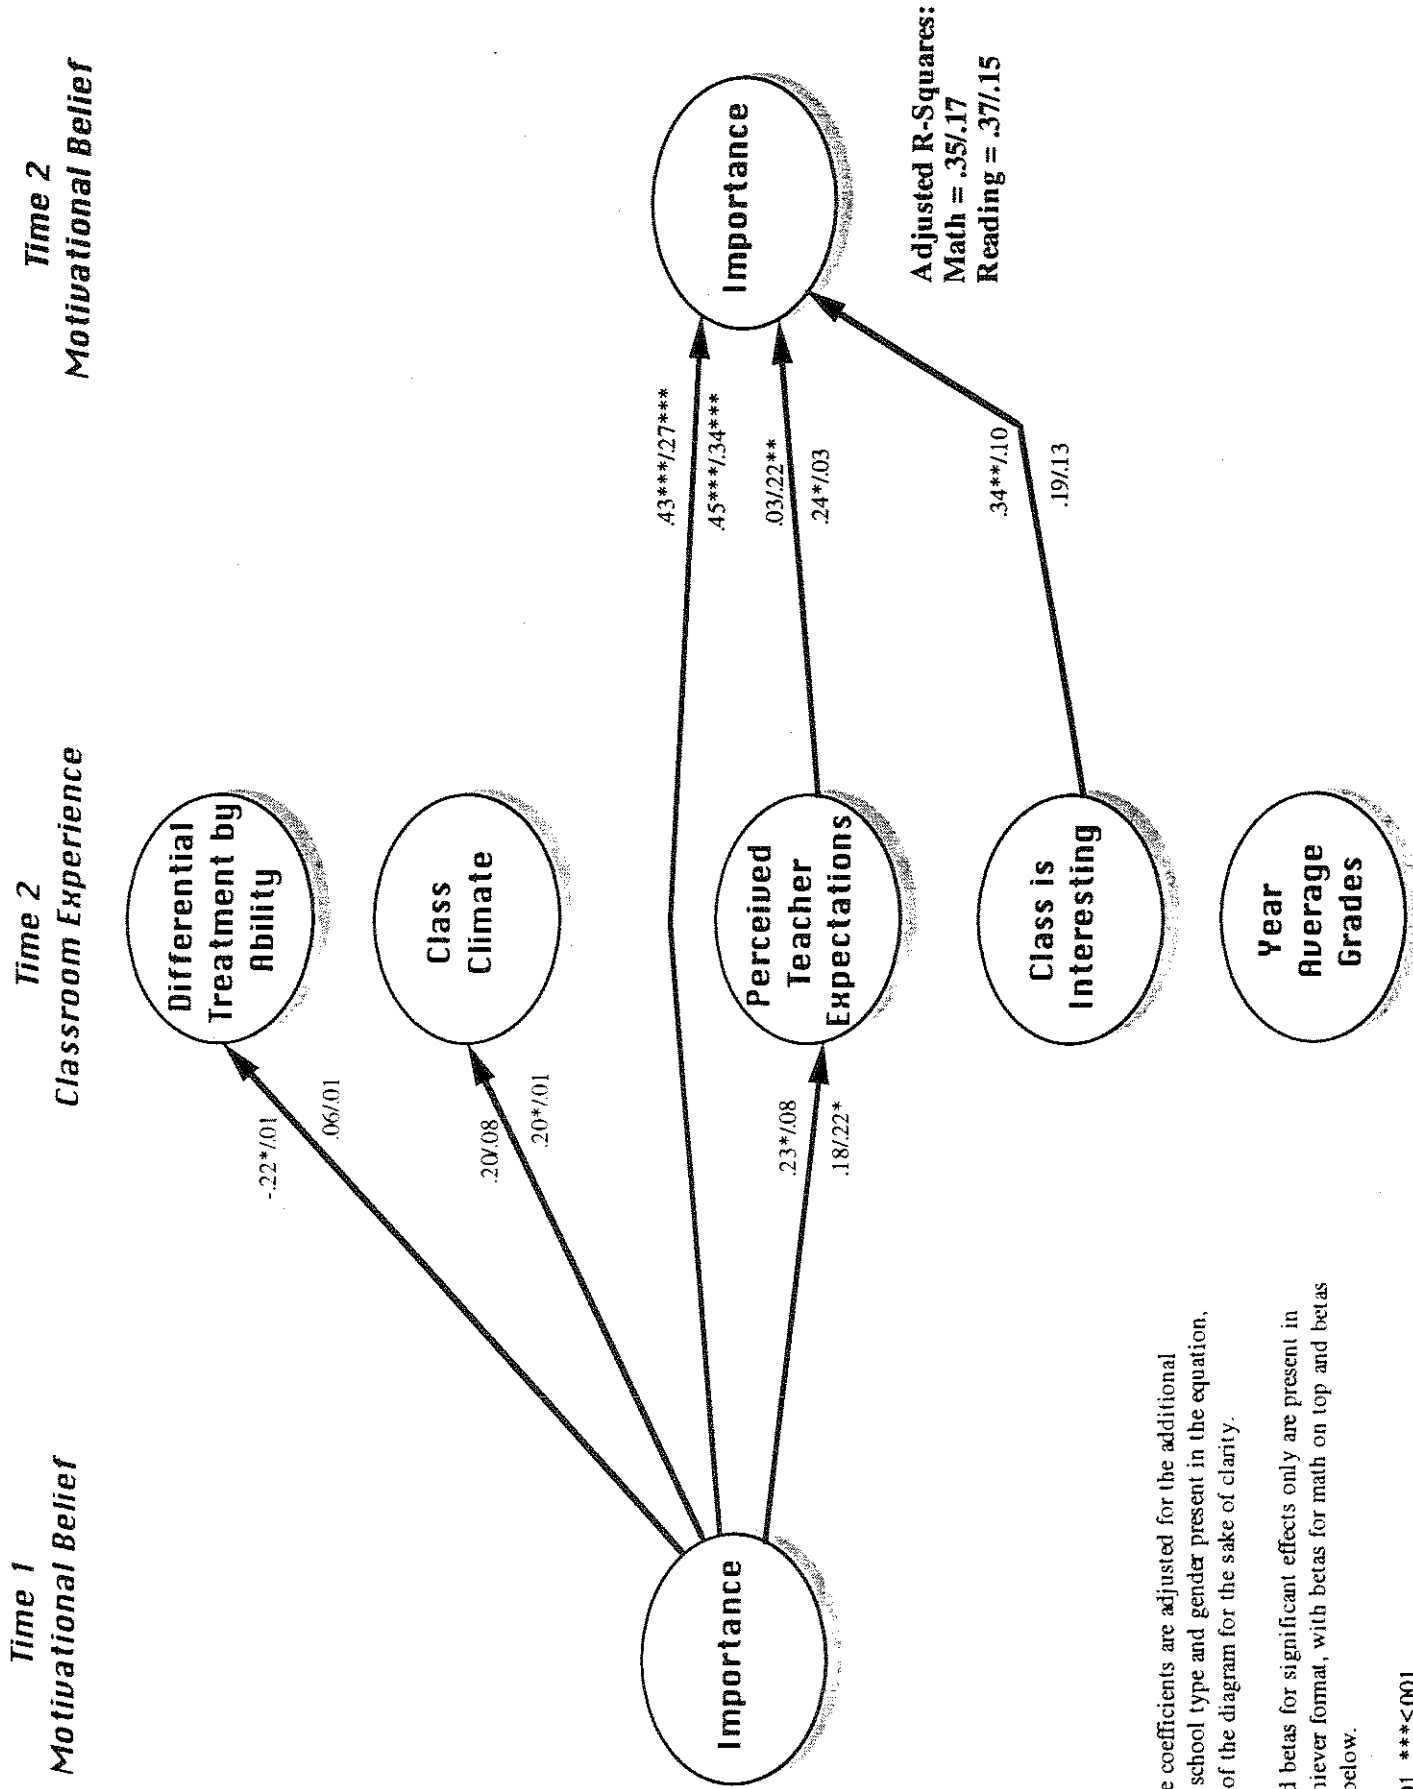 Time 1
Motivational Belief
Time 2
Classroom Experience
Time 2
Motivational Belief
Differential
Treatment by
Ability
-.22*/.01
.06/.01
Class
Climate
.20/.08
.20*/.01
.43***/.27***
.45***/.34***
Importance
Importance
Perceived
Teacher
Expectations
.23*/.08
.18/.22*
.03/.22**
.24*/.03
Adjusted R-Squares:
Math = .35/.17
Reading = .37/.15
Class is
Interesting
.34**/.10
.19/.13
Year
Average
Grades
coefficients are adjusted for the additional
school type and gender present in the equation,
of the diagram for the sake of clarity.
betas for significant effects only are present in
format, with betas for math on top and betas
below.
***<.001